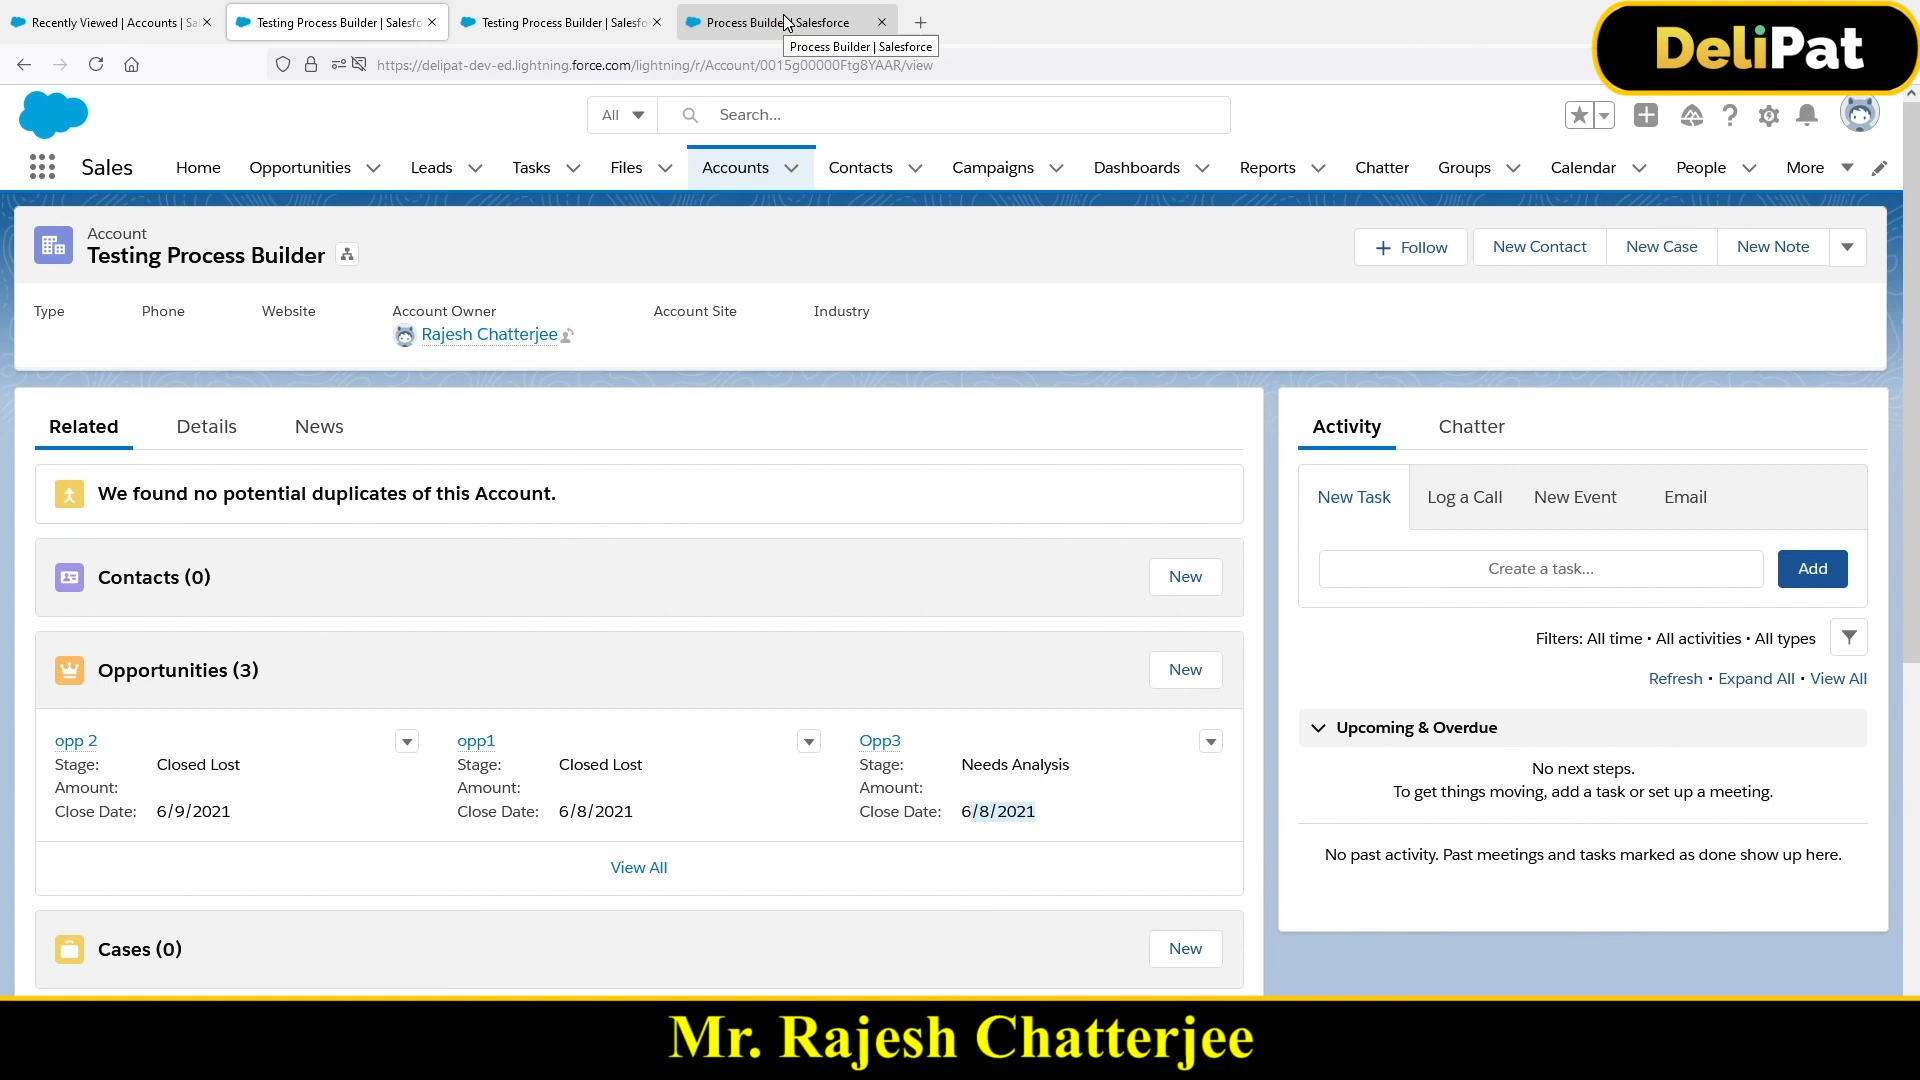 Recently Viewed | Accounts | Sa
Testing Process Builder | Salesfo
Testing Process Builder | Salesfo
Process Builder | Salesforce
Process Builder | Salesforce
https://delipat-dev-ed.lightning.force.com/lightning/r/Account/0015g00000Ftg8YAAR/view
DeliPat
All
Search...
Sales
Home
Opportunities
Leads
Tasks
Files
Accounts
Contacts
Campaigns
Dashboards
Reports
Chatter
Groups
Calendar
People
More
Account
Testing Process Builder
Follow
New Contact
New Case
New Note
Type
Phone
Website
Account Owner
Rajesh Chatterjee
Account Site
Industry
Related
Details
News
We found no potential duplicates of this Account.
Contacts (0)
New
Opportunities (3)
New
opp 2
Stage: Closed Lost
Amount:
Close Date: 6/9/2021
opp1
Stage: Closed Lost
Amount:
Close Date: 6/8/2021
Opp3
Stage: Needs Analysis
Amount:
Close Date: 6/8/2021
View All
Cases (0)
New
Activity
Chatter
New Task
Log a Call
New Event
Email
Create a task...
Add
Filters: All time • All activities • All types
Refresh • Expand All • View All
Upcoming & Overdue
No next steps.
To get things moving, add a task or set up a meeting.
No past activity. Past meetings and tasks marked as done show up here.
Mr. Rajesh Chatterjee